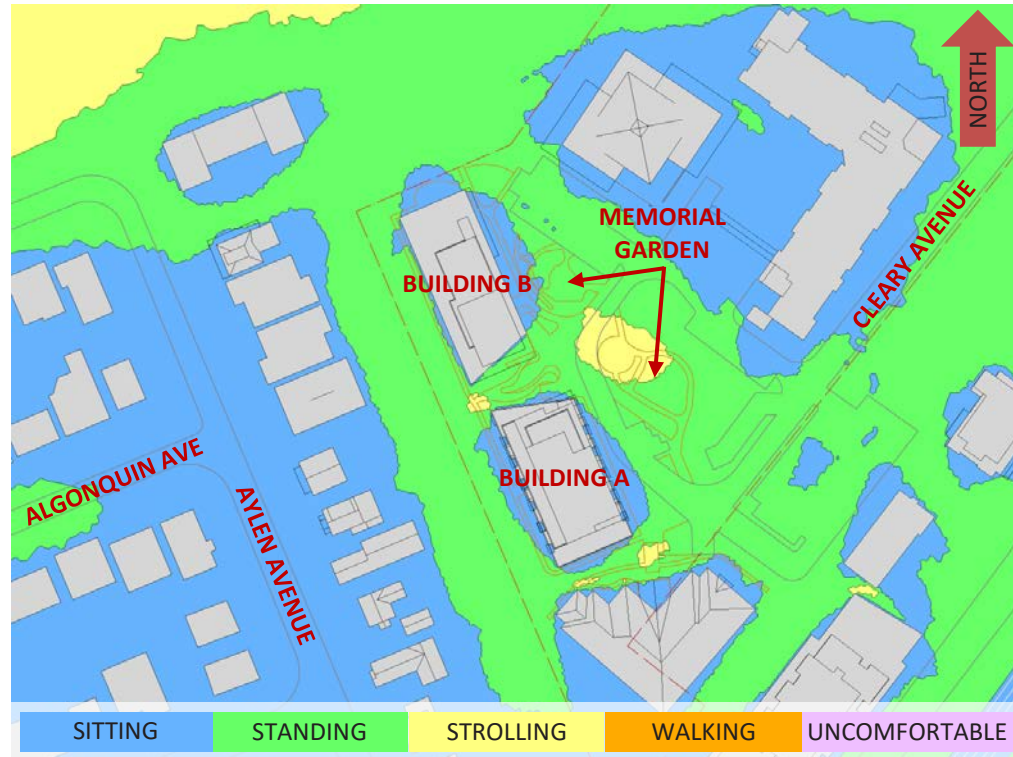 NORTH
MEMORIAL
GARDEN
CLEARY AVENUE
BUILDING B
BUILDING A
ALGONQUIN AVE
AYLEN AVENUE
SITTING
STANDING
STROLLING
WALKING
UNCOMFORTABLE